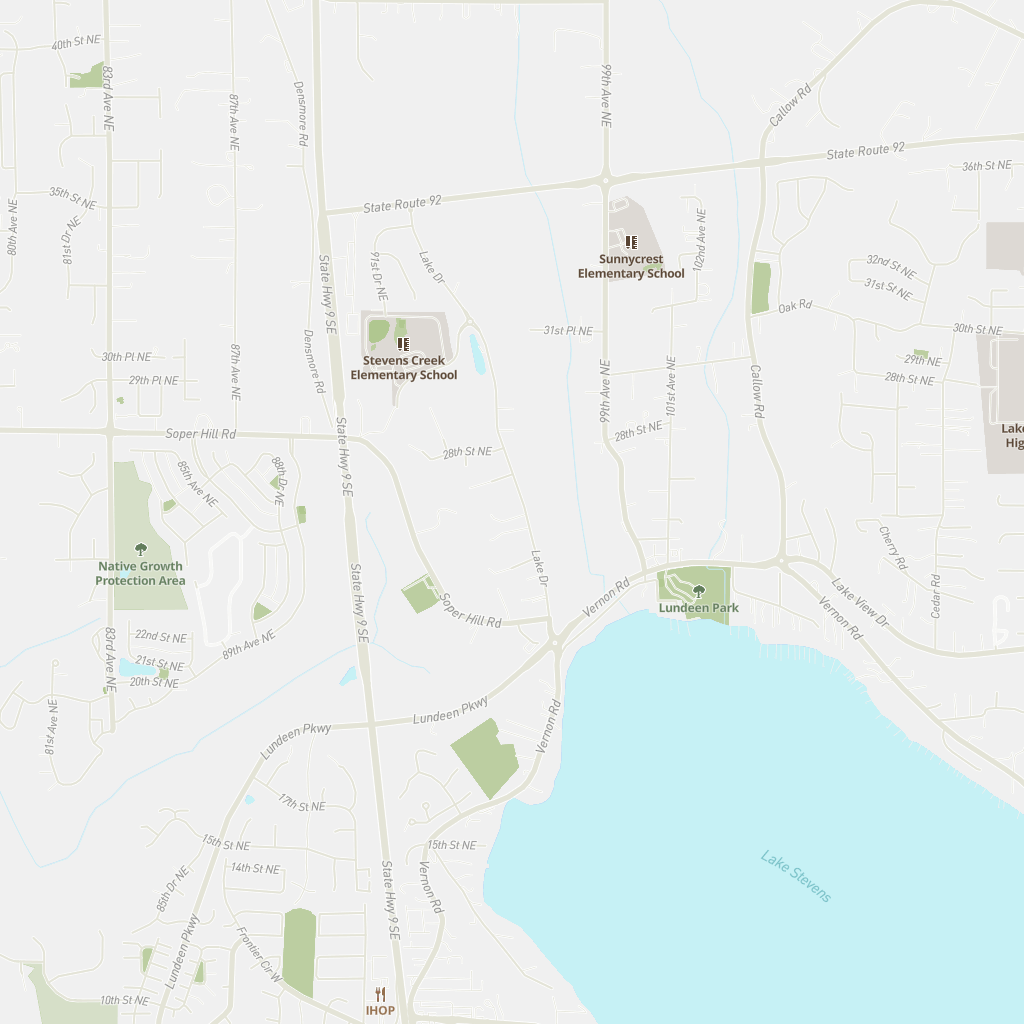 40th St NE
83rd Ave NE
87th Ave NE
Densmore Rd
99th Ave NE
Callow Rd
State Route 92
36th St NE
35th St NE
80th Ave NE
81st Dr NE
State Route 92
102nd Ave NE
Sunnycrest
Elementary School
91st Dr NE
Lake Dr
State Hwy 9 SE
32nd St NE
31st St NE
Oak Rd
31st Pl NE
30th St NE
Densmore Rd
Stevens Creek
Elementary School
30th Pl NE
29th Pl NE
87th Ave NE
29th NE
28th St NE
99th Ave NE
101st Ave NE
Callow Rd
Lake
Hig
Soper Hill Rd
State Hwy 9 SE
28th St NE
28th St NE
85th Ave NE
88th Dr NE
Native Growth
Protection Area
Cherry Rd
Cedar Rd
Lake Dr
State Hwy 9 SE
Soper Hill Rd
Vernon Rd
Lundeen Park
Lake View Dr
Vernon Rd
22nd St NE
21st St NE
20th St NE
83rd Ave NE
89th Ave NE
81st Ave NE
Lundeen Pkwy
Lundeen Pkwy
Vernon Rd
17th St NE
15th St NE
15th St NE
14th St NE
85th Dr NE
Vernon Rd
State Hwy 9 SE
Lake Stevens
Lundeen Pkwy
Frontier Cir W
10th St NE
IHOP